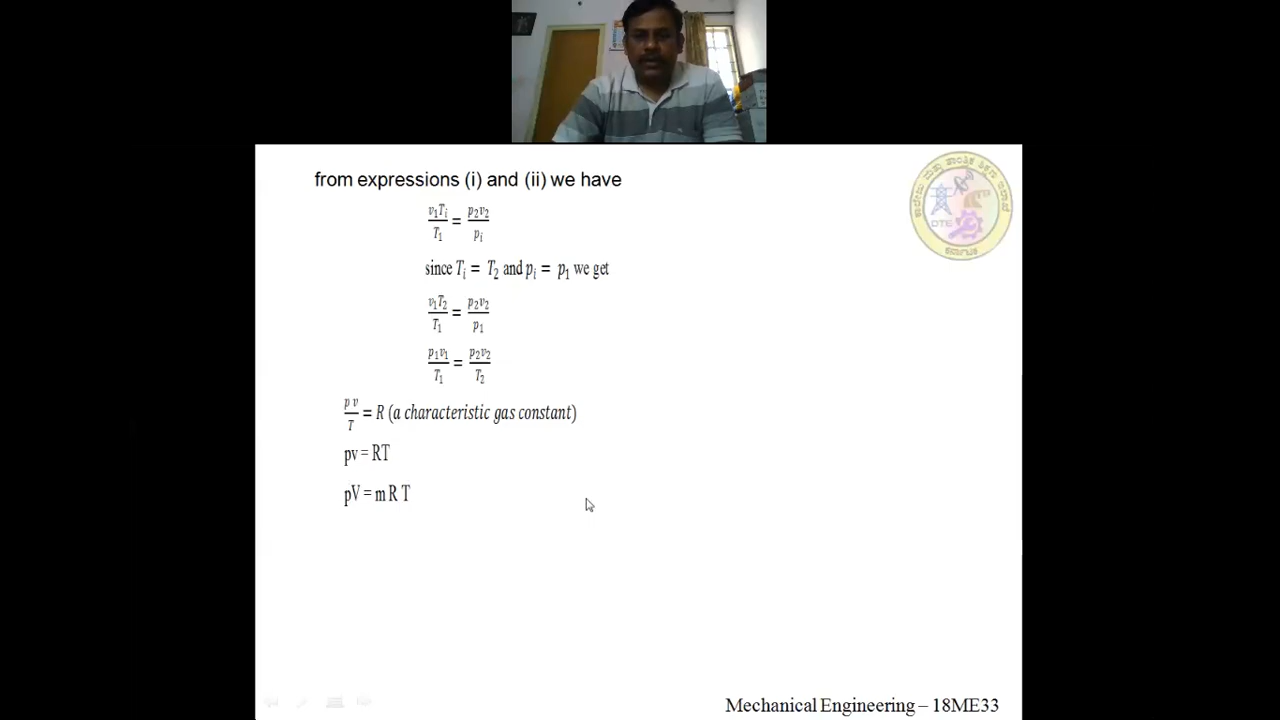 from expressions (i) and (ii) we have
v₁Tᵢ/T₁ = p₂v₂/pᵢ
since Tᵢ = T₂ and pᵢ = p₁ we get
v₁T₂/T₁ = p₂v₂/p₁
p₁v₁/T₁ = p₂v₂/T₂
p v/T = R (a characteristic gas constant)
pv = RT
pV = m R T
DTE
Mechanical Engineering – 18ME33